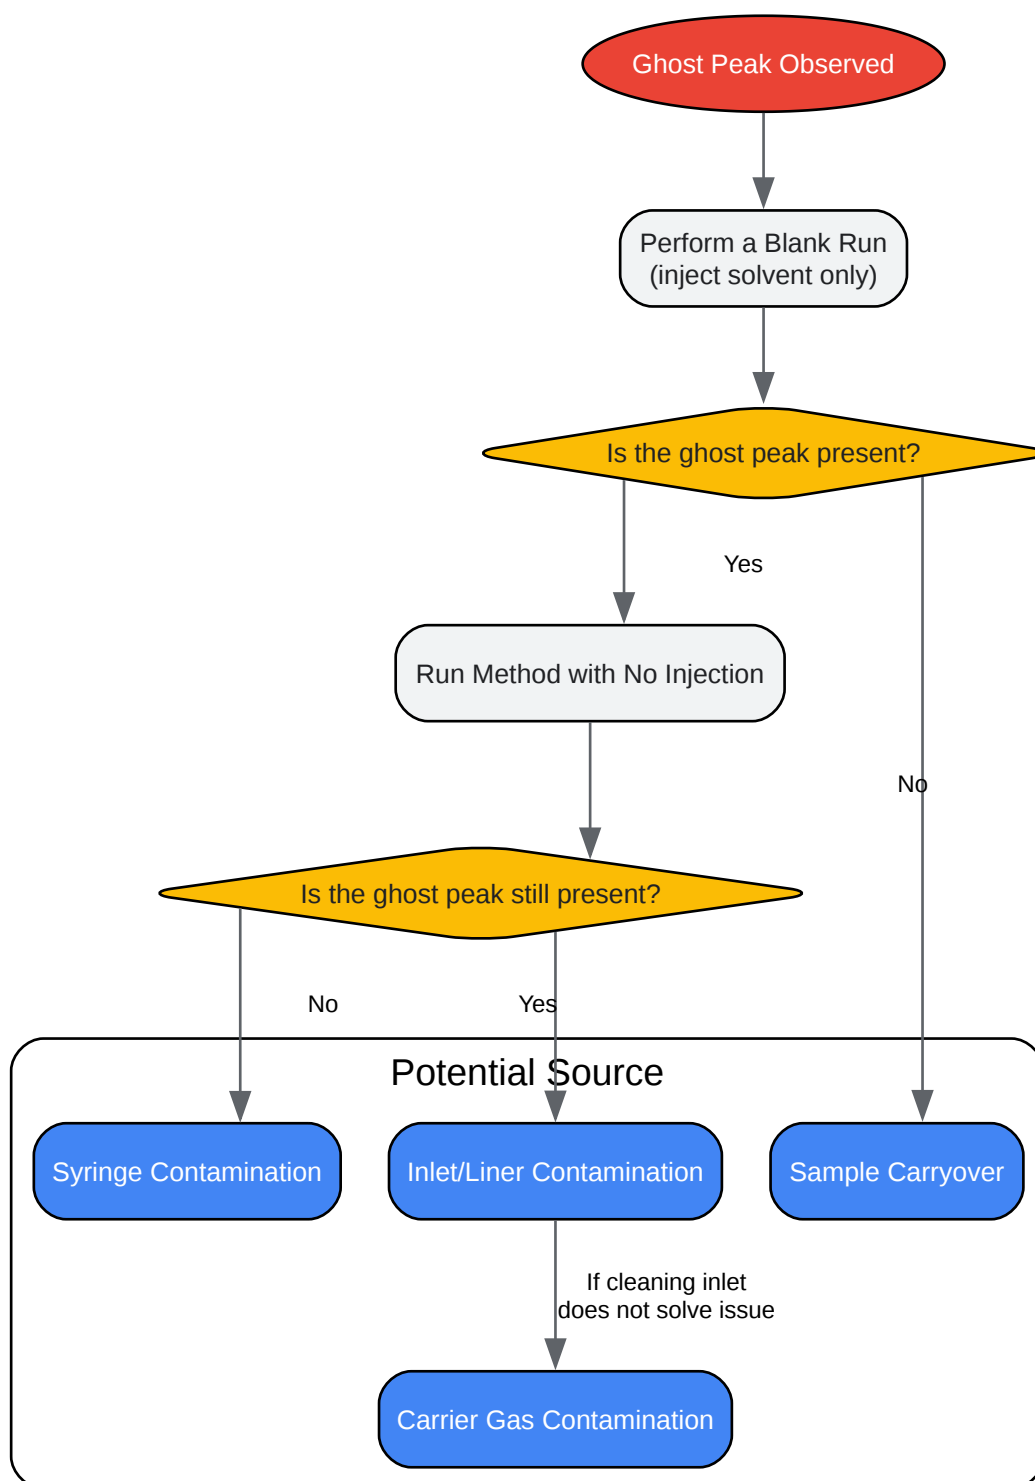 Ghost Peak Observed
Perform a Blank Run
(inject solvent only)
Is the ghost peak present?
Yes
Run Method with No Injection
No
Is the ghost peak still present?
No
Yes
Potential Source
Syringe Contamination
Inlet/Liner Contamination
Sample Carryover
If cleaning inlet
does not solve issue
Carrier Gas Contamination